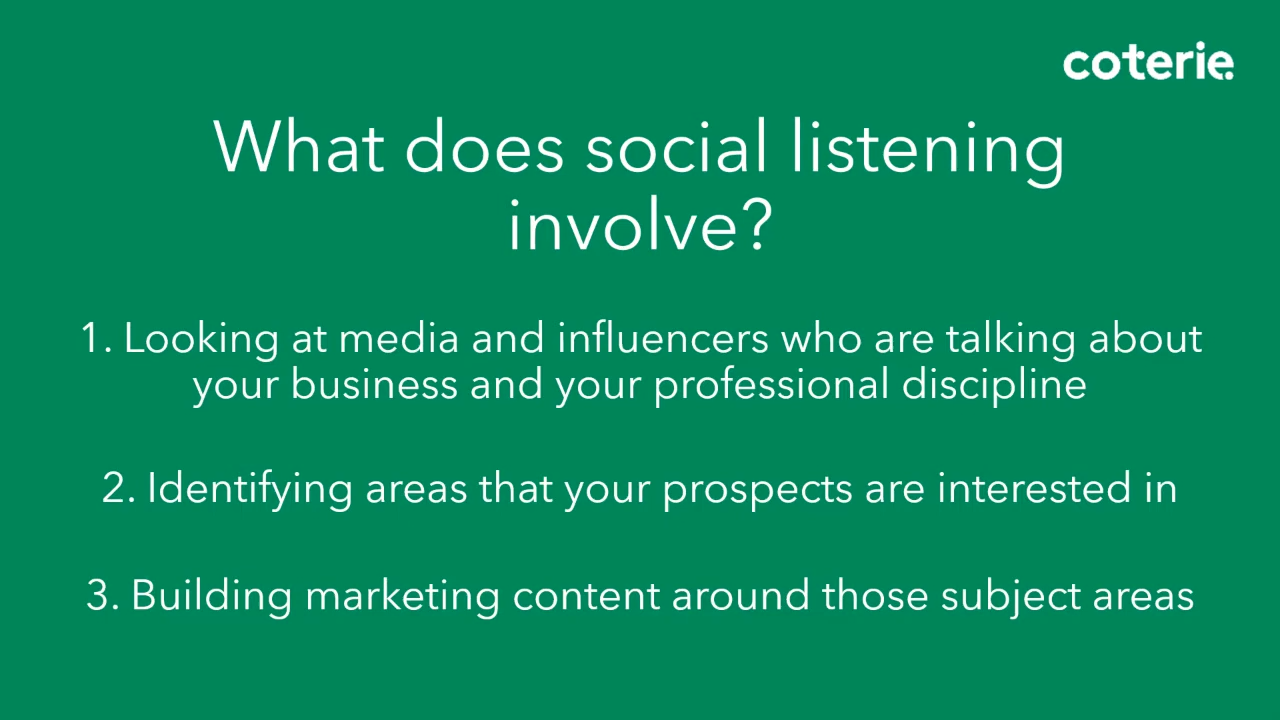 coterie
What does social listening
involve?
1. Looking at media and influencers who are talking about
your business and your professional discipline
2. Identifying areas that your prospects are interested in
3. Building marketing content around those subject areas